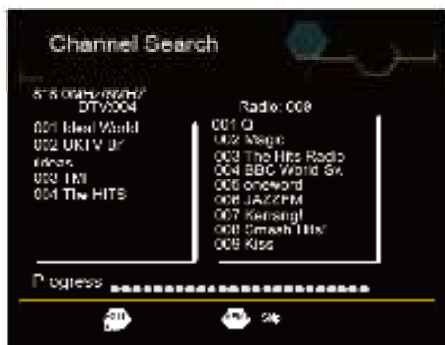 Channel Search
DTV:004
001 Ideal World
002 UKTV Br'
Ideas
003 TMF
004 The HITS
Radio: 009
001 Q
002 Magic
003 The Hits Radio
004 BBC World Sv.
005 oneword
006 JAZZFM
007 Kerrang!
008 Smash Hits!
009 Kiss
Progress
Skip